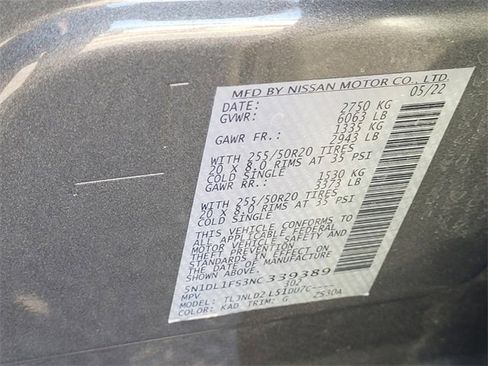 MFD BY NISSAN MOTOR CO., LTD.
DATE: 05/22
GVWR: 2750 KG
6063 LB
GAWR FR.: 1335 KG
2943 LB
WITH 255/50R20 TIRES
20 X 8.0 RIMS AT 35 PSI
COLD SINGLE
GAWR RR.: 1530 KG
3373 LB
WITH 255/50R20 TIRES
20 X 8.0 RIMS AT 35 PSI
COLD SINGLE
THIS VEHICLE CONFORMS TO
ALL APPLICABLE FEDERAL
MOTOR VEHICLE SAFETY AND
THEFT PREVENTION
STANDARDS IN EFFECT ON
THE DATE OF MANUFACTURE
5N1DL1FS3NC339389
MPV 302
MODEL: TLJNLD2
COLOR: KAD TRIM: G ZS30A